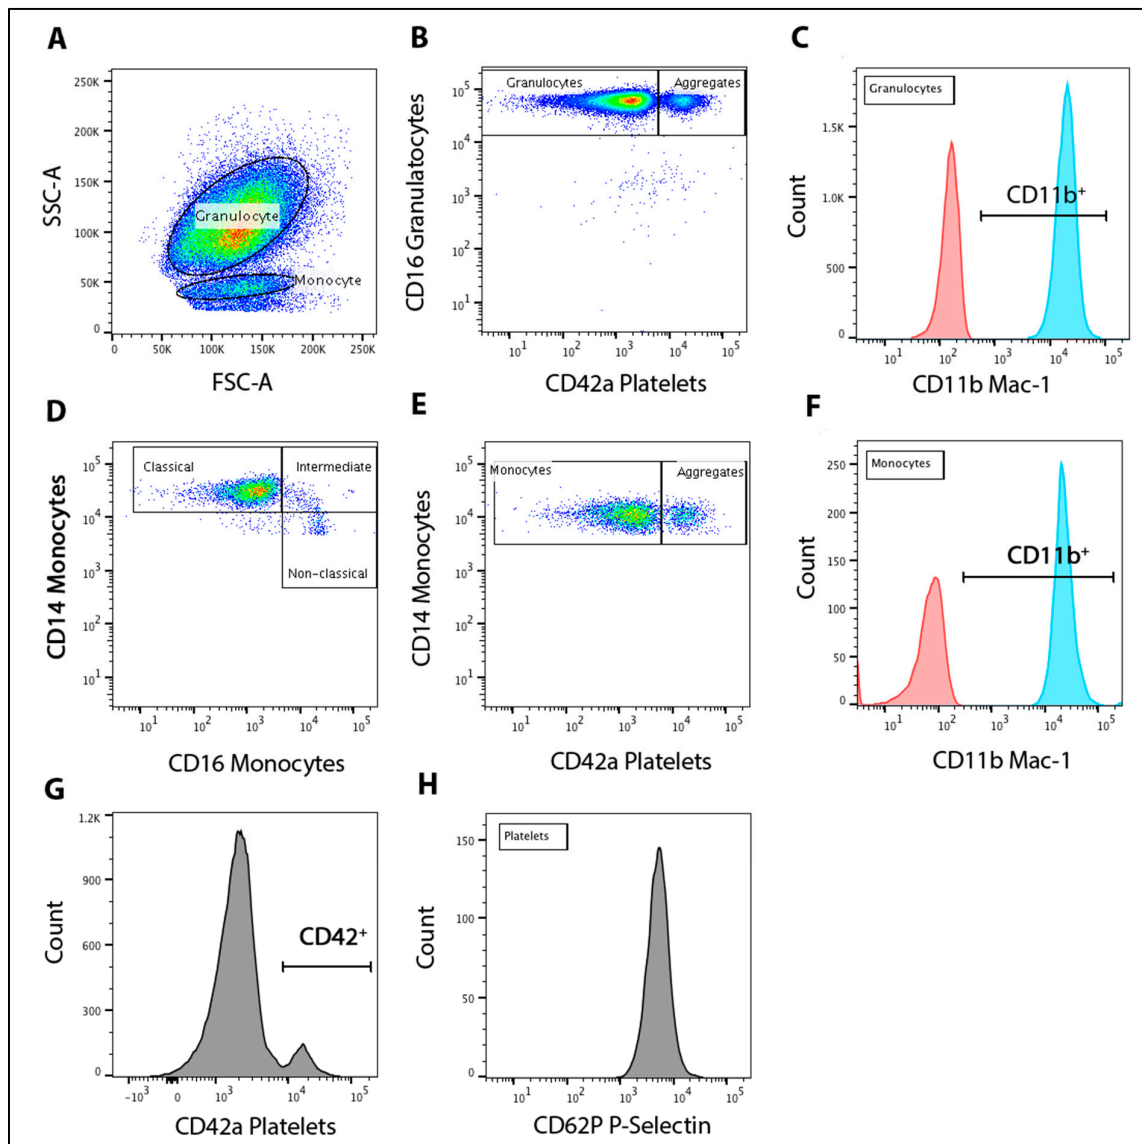 A
SSC-A
250K
200K
150K
100K
50K
0
Granulocyte
Monocyte
0 50K 100K 150K 200K 250K
FSC-A
B
CD16 Granulatocytes
10^5
10^4
10^3
10^2
10^1
Granulocytes Aggregates
10^1 10^2 10^3 10^4 10^5
CD42a Platelets
C
Count
1.5K
1.0K
500
0
Granulocytes
CD11b+
10^1 10^2 10^3 10^4 10^5
CD11b Mac-1
D
CD14 Monocytes
10^5
10^4
10^3
10^2
10^1
Classical Intermediate
Non-classical
10^1 10^2 10^3 10^4 10^5
CD16 Monocytes
E
CD14 Monocytes
10^5
10^4
10^3
10^2
10^1
Monocytes Aggregates
10^1 10^2 10^3 10^4 10^5
CD42a Platelets
F
Count
250
200
150
100
50
0
Monocytes
CD11b+
10^1 10^2 10^3 10^4 10^5
CD11b Mac-1
G
Count
1.2K
900
600
300
0
CD42+
-10^3 0 10^3 10^4 10^5
CD42a Platelets
H
Count
150
100
50
0
Platelets
10^1 10^2 10^3 10^4 10^5
CD62P P-Selectin